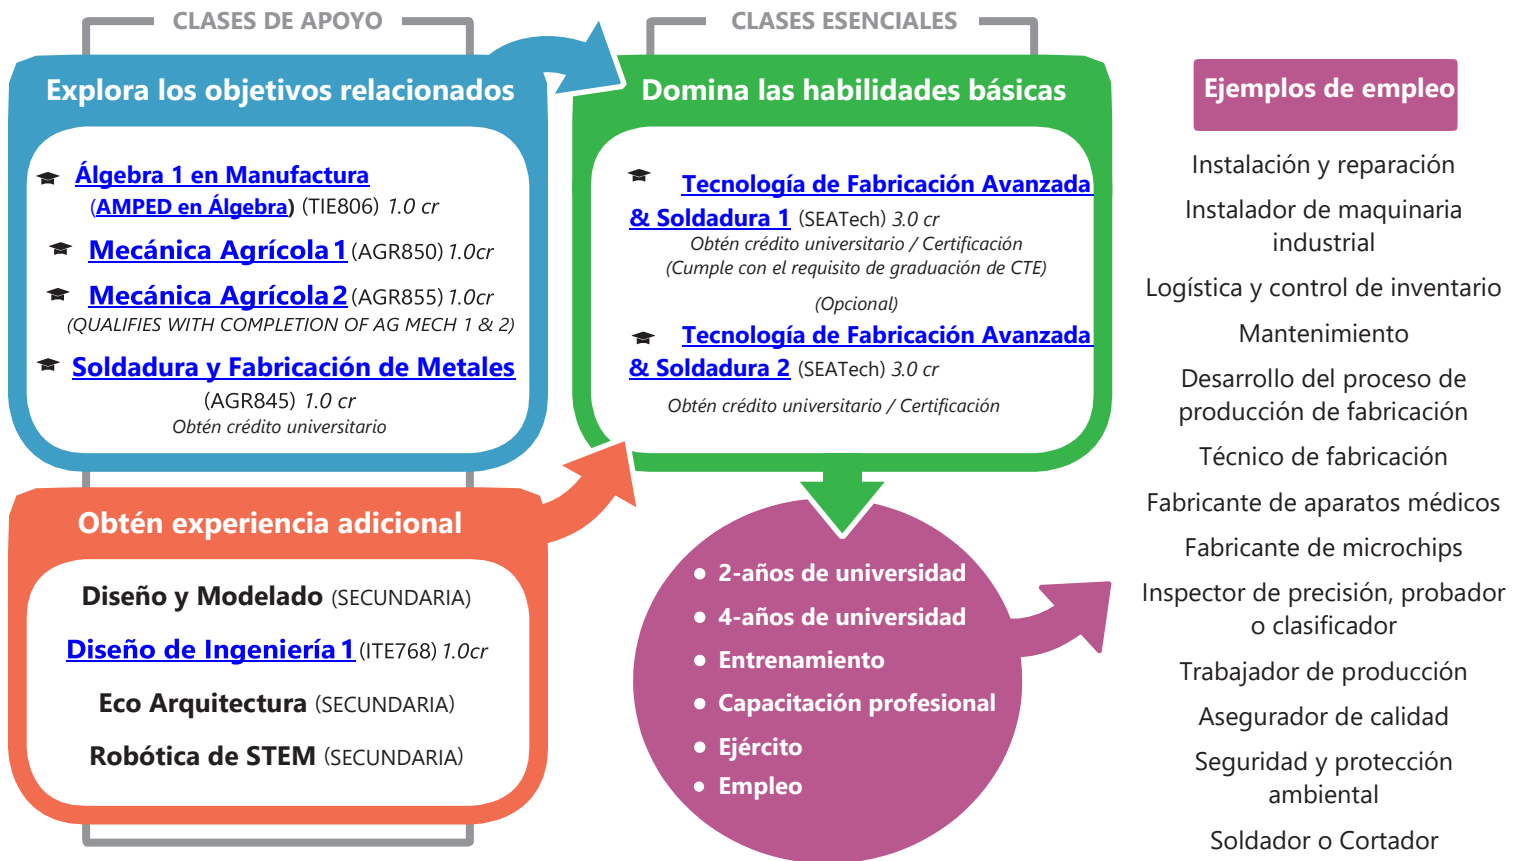 CLASES DE APOYO
Explora los objetivos relacionados
Álgebra 1 en Manufactura
(AMPED en Álgebra) (TIE806) 1.0 cr
Mecánica Agrícola 1 (AGR850) 1.0cr
Mecánica Agrícola 2 (AGR855) 1.0cr
(QUALIFIES WITH COMPLETION OF AG MECH 1 & 2)
Soldadura y Fabricación de Metales
(AGR845) 1.0 cr
Obtén crédito universitario
Obtén experiencia adicional
Diseño y Modelado (SECUNDARIA)
Diseño de Ingeniería 1 (ITE768) 1.0cr
Eco Arquitectura (SECUNDARIA)
Robótica de STEM (SECUNDARIA)
CLASES ESENCIALES
Domina las habilidades básicas
Tecnología de Fabricación Avanzada
& Soldadura 1 (SEATech) 3.0 cr
Obtén crédito universitario / Certificación
(Cumple con el requisito de graduación de CTE)
(Opcional)
Tecnología de Fabricación Avanzada
& Soldadura 2 (SEATech) 3.0 cr
Obtén crédito universitario / Certificación
• 2-años de universidad
• 4-años de universidad
• Entrenamiento
• Capacitación profesional
• Ejército
• Empleo
Ejemplos de empleo
Instalación y reparación
Instalador de maquinaria
industrial
Logística y control de inventario
Mantenimiento
Desarrollo del proceso de
producción de fabricación
Técnico de fabricación
Fabricante de aparatos médicos
Fabricante de microchips
Inspector de precisión, probador
o clasificador
Trabajador de producción
Asegurador de calidad
Seguridad y protección
ambiental
Soldador o Cortador